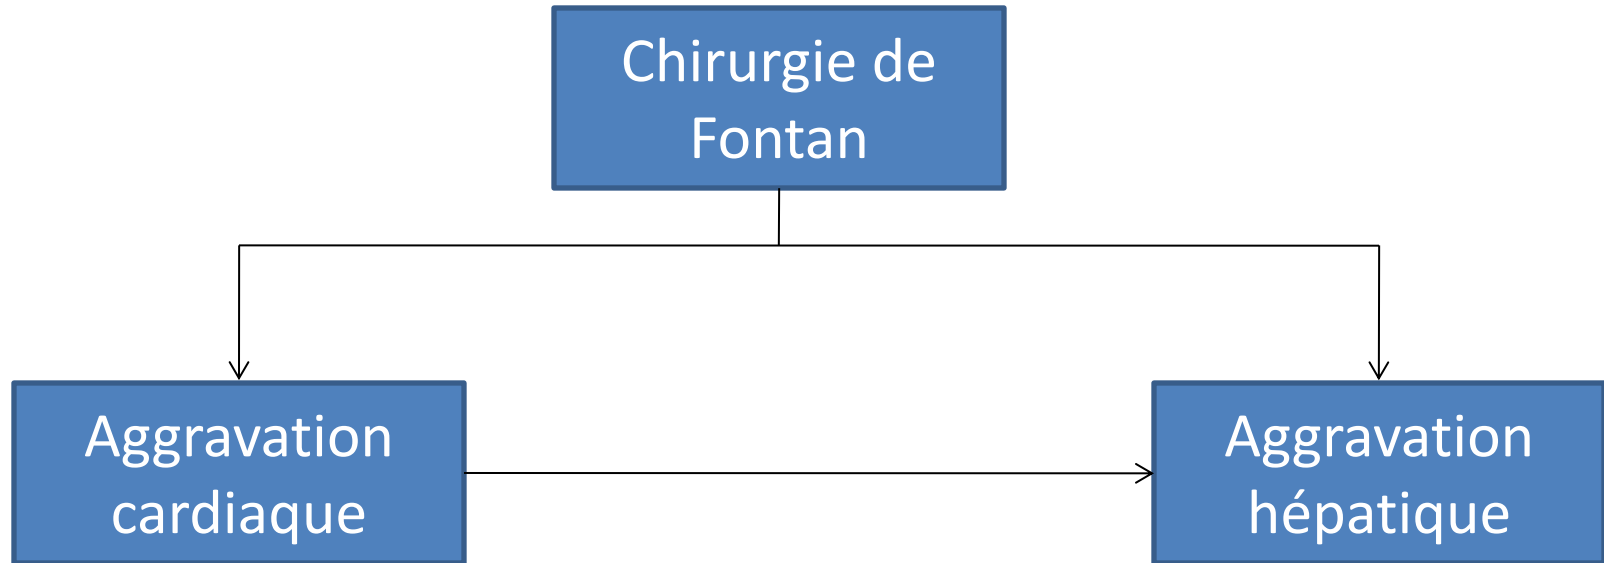 Chirurgie de
Fontan
Aggravation
cardiaque
Aggravation
hépatique